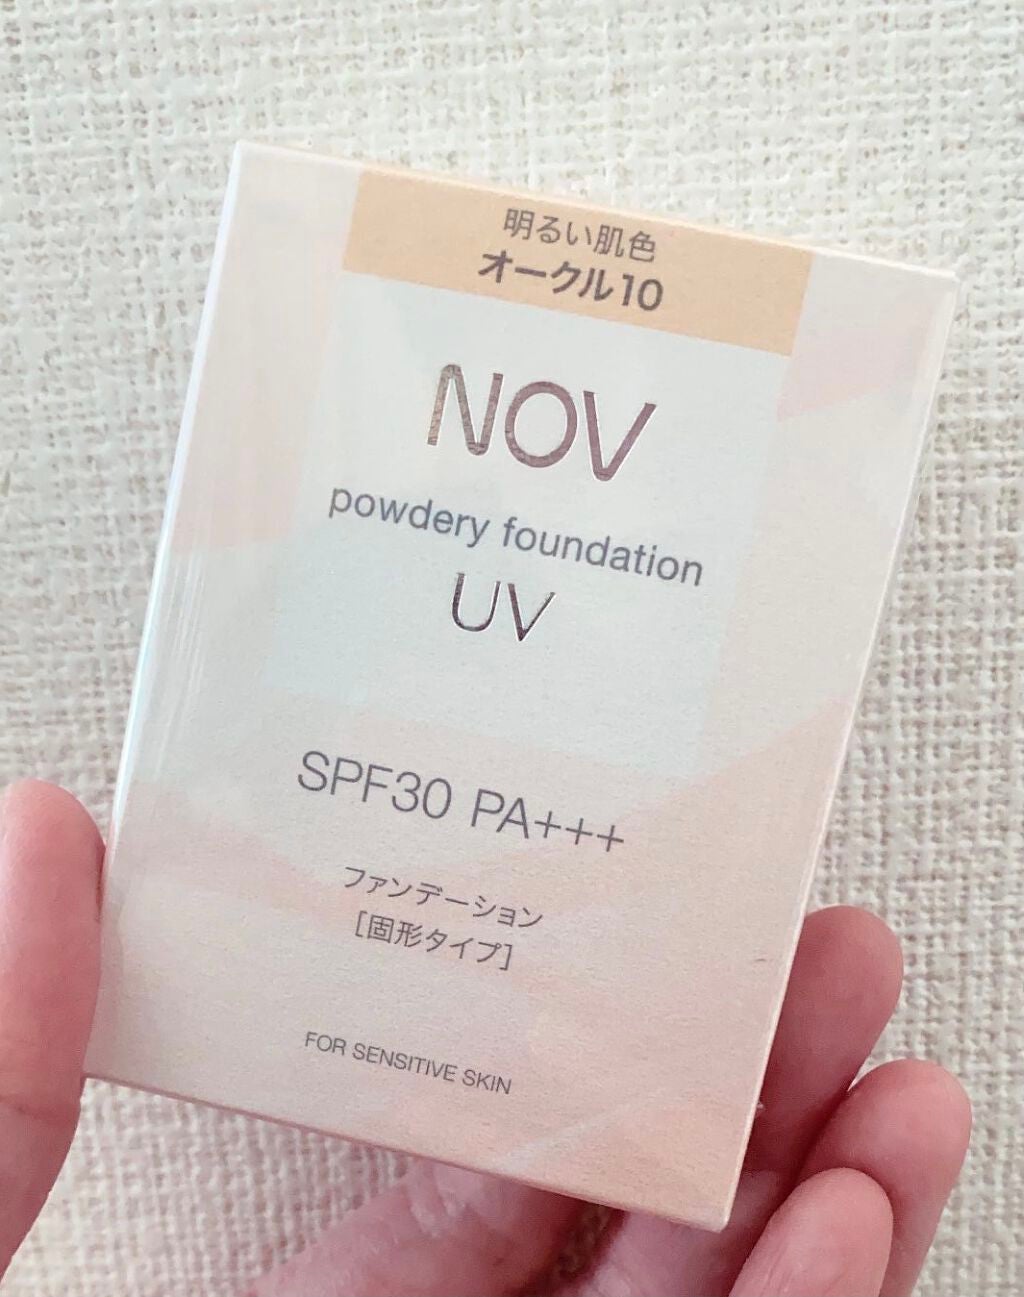 明るい肌色
オークル10
NOV
powdery foundation
UV
SPF30 PA+++
ファンデーション
[固形タイプ]
FOR SENSITIVE SKIN